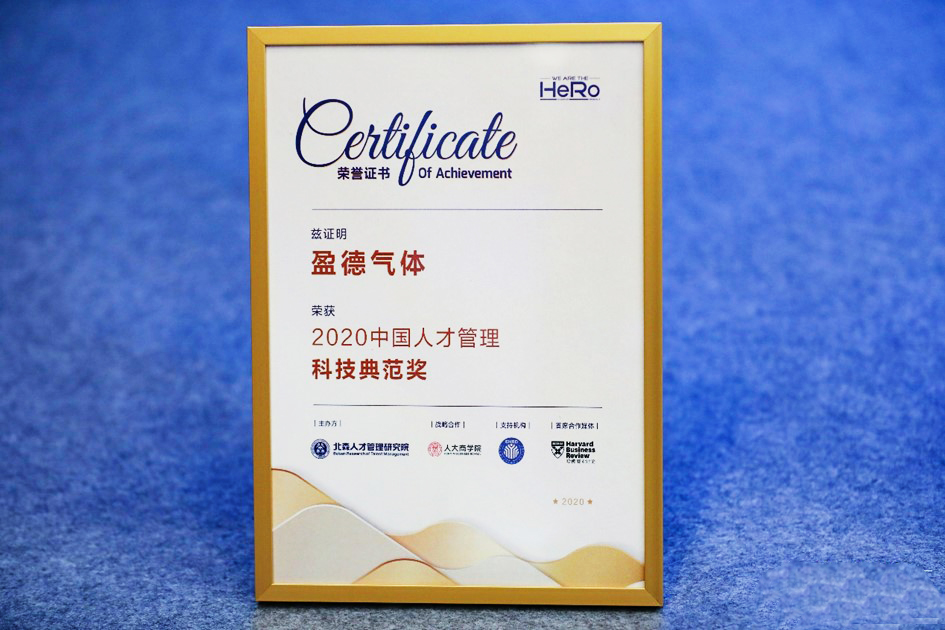 WE ARE THE
HeRo
Certificate
荣誉证书 Of Achievement
兹证明
盈德气体
荣获
2020中国人才管理
科技典范奖
主办方 战略合作 支持机构 首席合作媒体
北森人才管理研究院
人大商学院
Harvard
Business
Review
2020